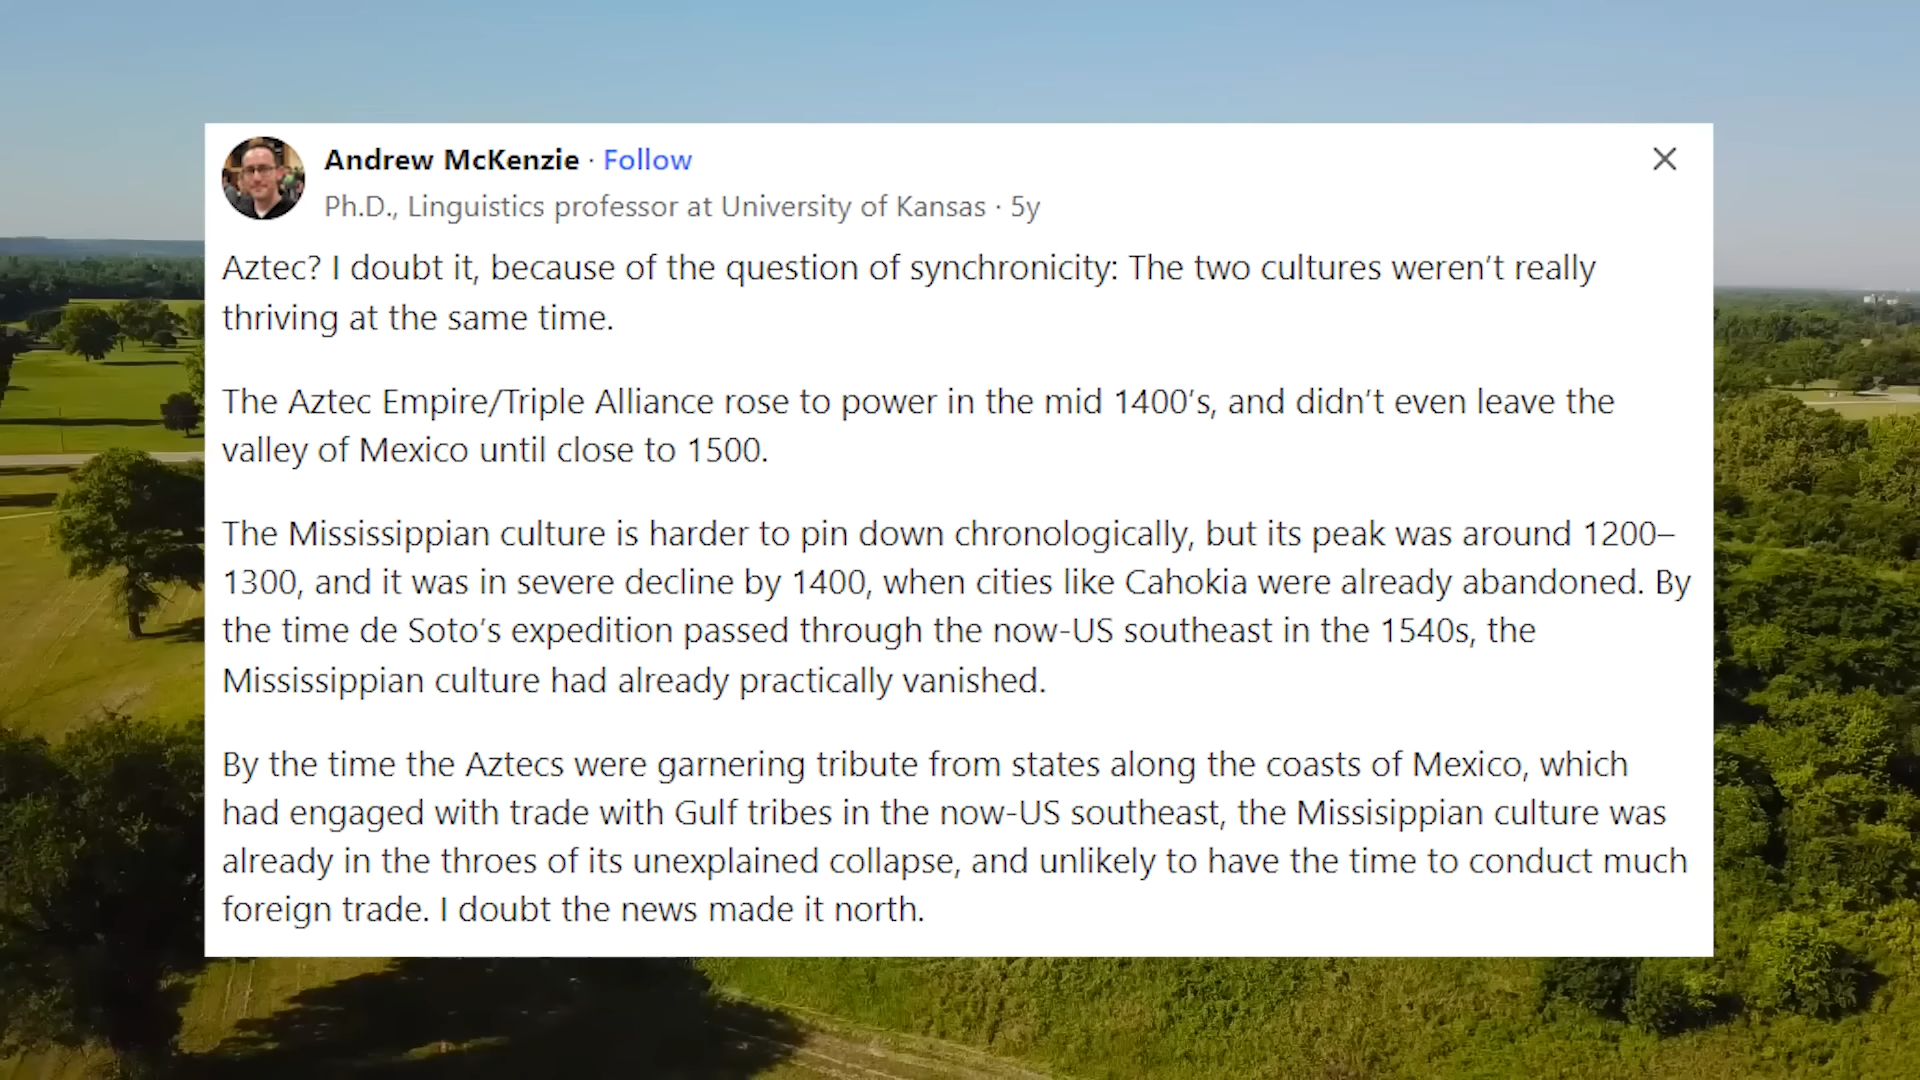 Andrew McKenzie · Follow
Ph.D., Linguistics professor at University of Kansas · 5y
Aztec? I doubt it, because of the question of synchronicity: The two cultures weren’t really
thriving at the same time.
The Aztec Empire/Triple Alliance rose to power in the mid 1400’s, and didn’t even leave the
valley of Mexico until close to 1500.
The Mississippian culture is harder to pin down chronologically, but its peak was around 1200–
1300, and it was in severe decline by 1400, when cities like Cahokia were already abandoned. By
the time de Soto’s expedition passed through the now-US southeast in the 1540s, the
Mississippian culture had already practically vanished.
By the time the Aztecs were garnering tribute from states along the coasts of Mexico, which
had engaged with trade with Gulf tribes in the now-US southeast, the Missisippian culture was
already in the throes of its unexplained collapse, and unlikely to have the time to conduct much
foreign trade. I doubt the news made it north.